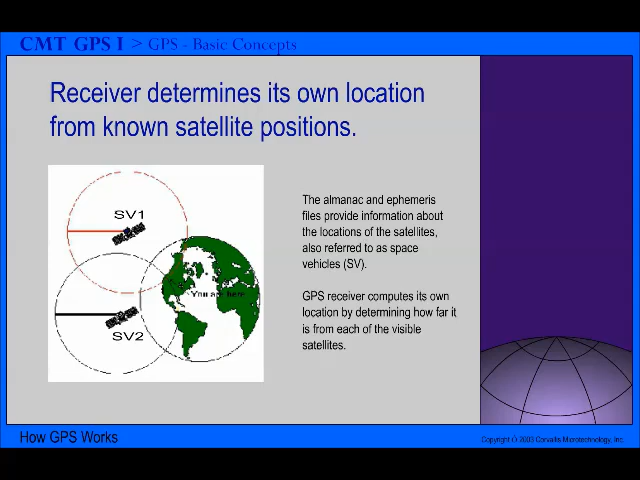 CMT GPS I > GPS - Basic Concepts
Receiver determines its own location
from known satellite positions.
SV1
You are here
SV2
The almanac and ephemeris
files provide information about
the locations of the satellites,
also referred to as space
vehicles (SV).
GPS receiver computes its own
location by determining how far it
is from each of the visible
satellites.
How GPS Works
Copyright © 2003 Corvallis Microtechnology, Inc.